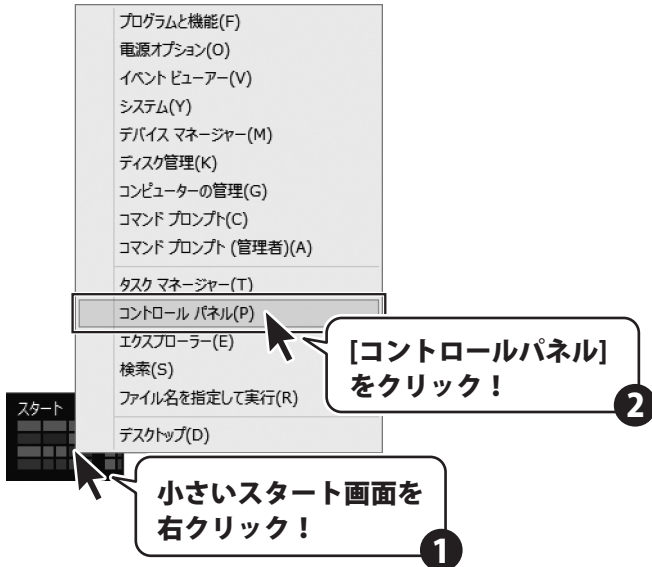 プログラムと機能(F)
電源オプション(O)
イベント ビューアー(V)
システム(Y)
デバイス マネージャー(M)
ディスク管理(K)
コンピューターの管理(G)
コマンド プロンプト(C)
コマンド プロンプト (管理者)(A)
タスク マネージャー(T)
コントロール パネル(P)
エクスプローラー(E)
検索(S)
ファイル名を指定して実行(R)
デスクトップ(D)
[コントロールパネル]
をクリック！
2
スタート
小さいスタート画面を
右クリック！
1